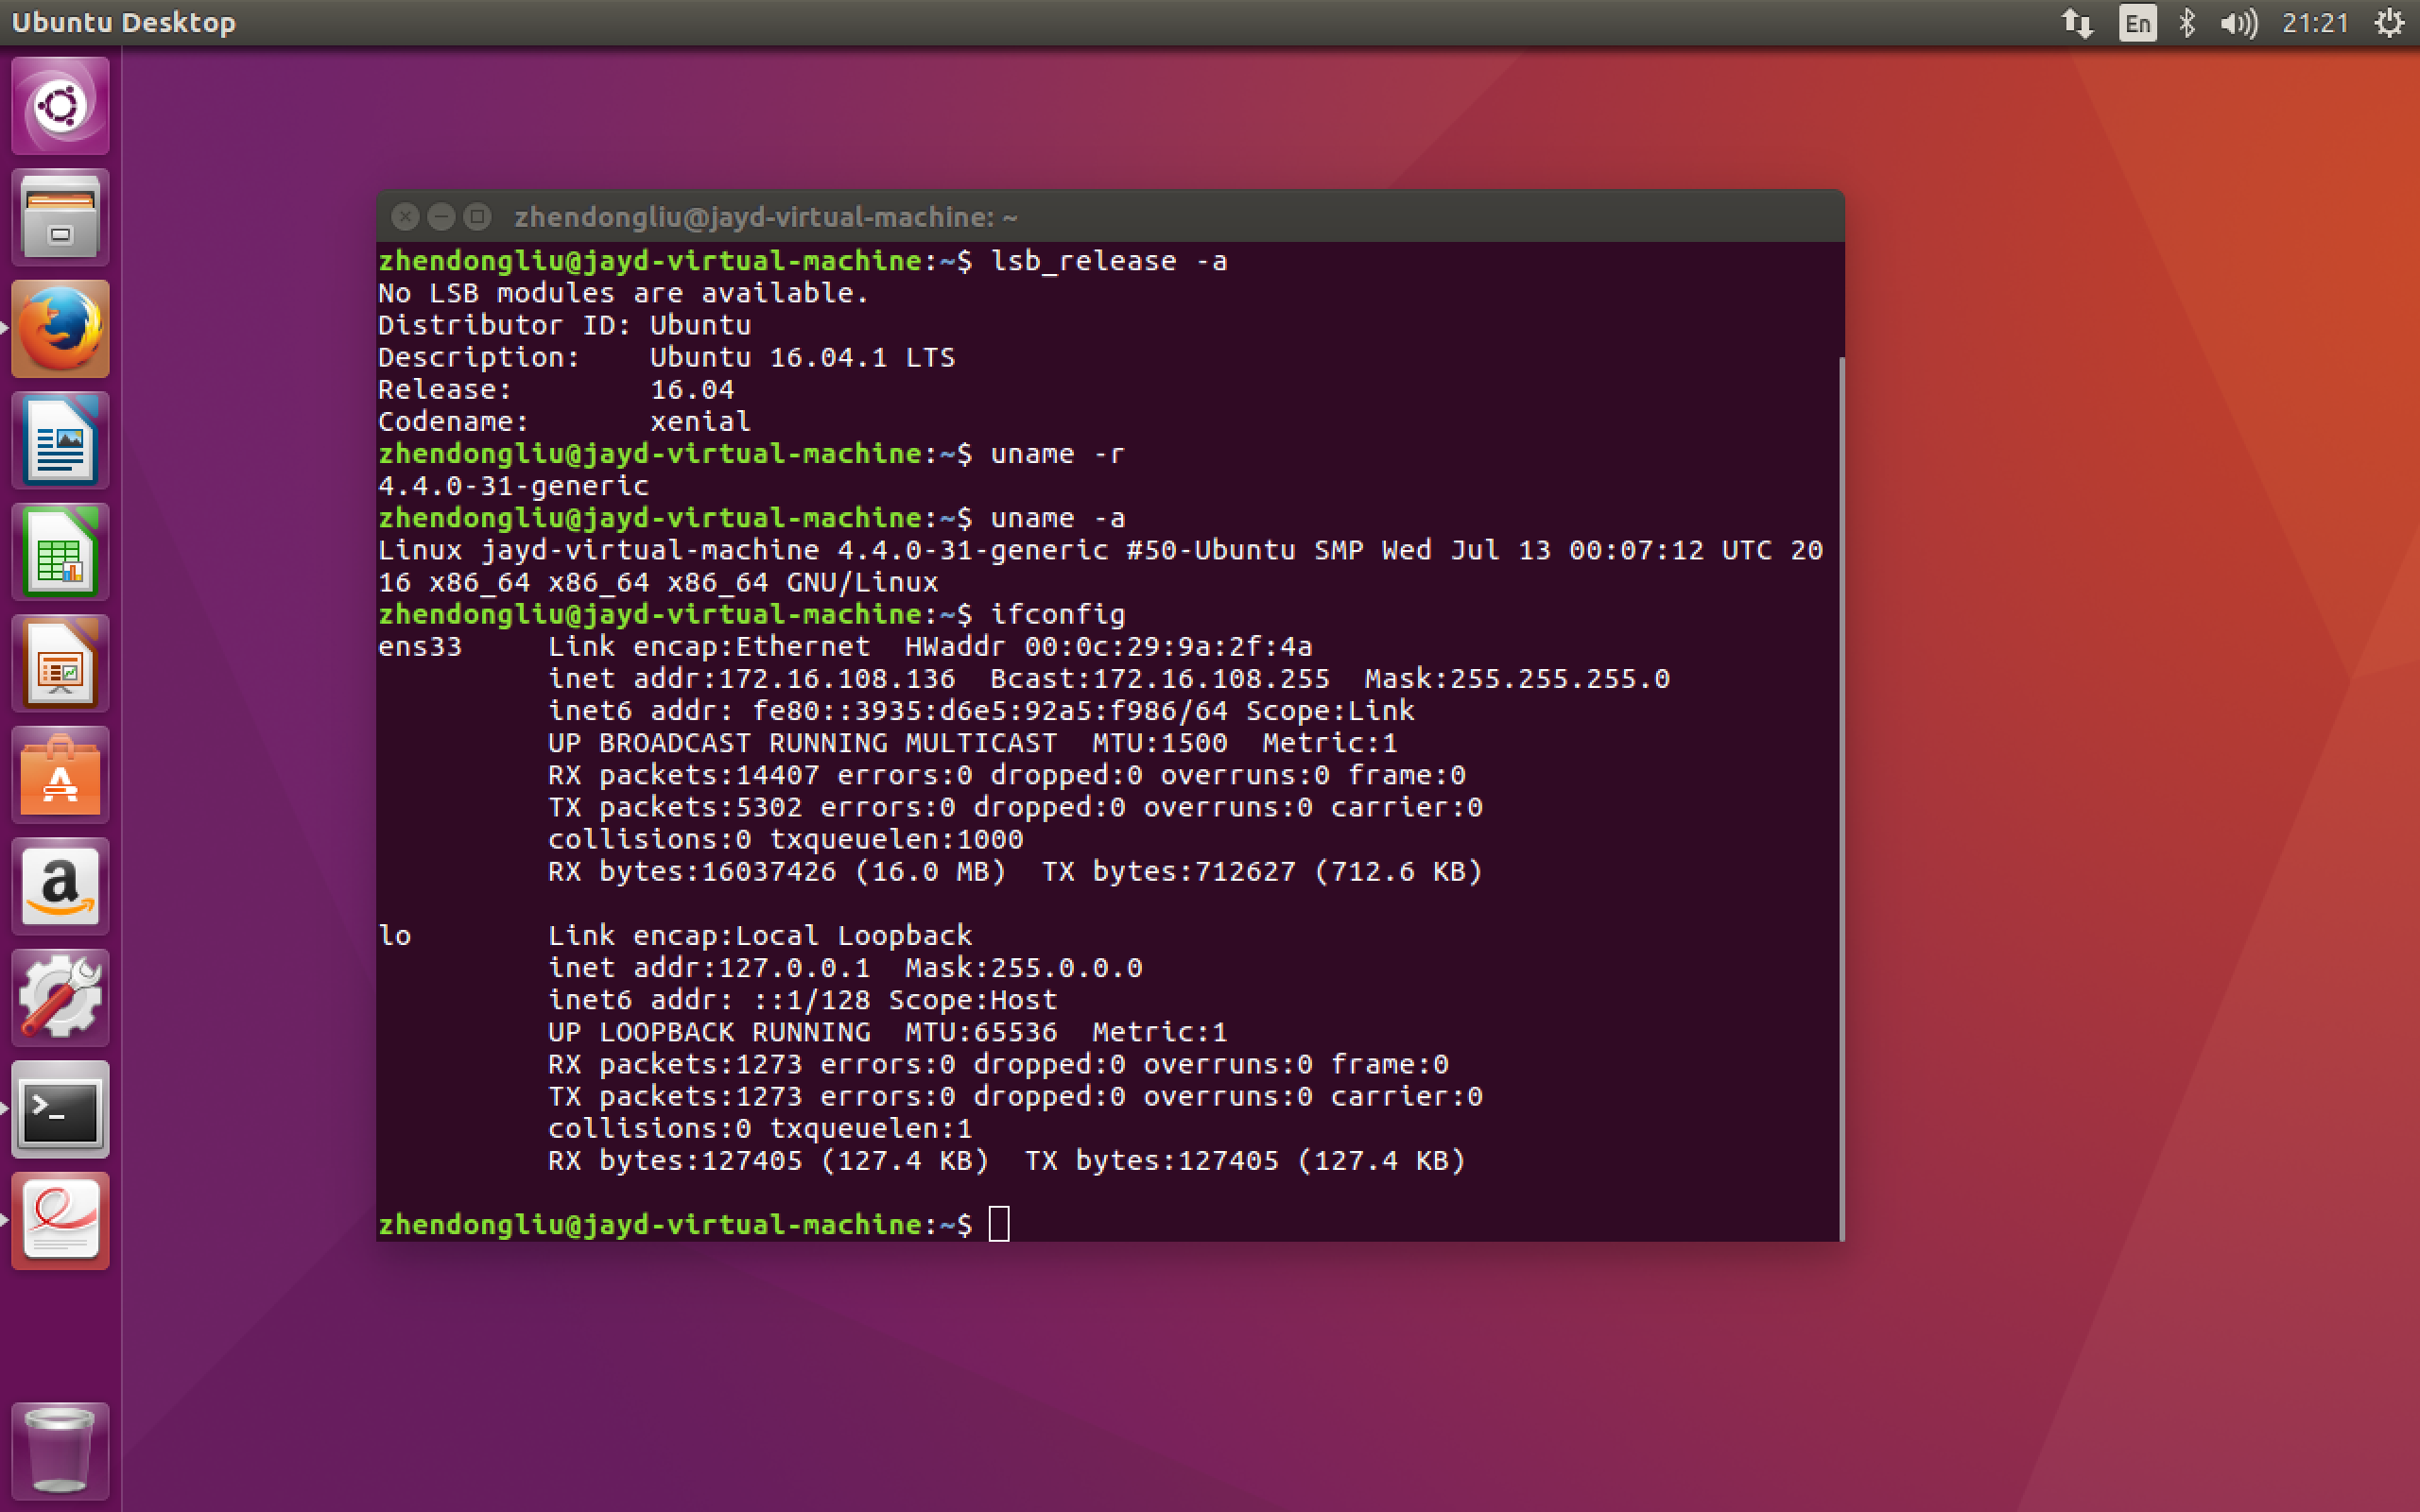 Ubuntu Desktop
En
21:21
zhendongliu@jayd-virtual-machine: ~
zhendongliu@jayd-virtual-machine:~$ lsb_release -a
No LSB modules are available.
Distributor ID: Ubuntu
Description:    Ubuntu 16.04.1 LTS
Release:        16.04
Codename:       xenial
zhendongliu@jayd-virtual-machine:~$ uname -r
4.4.0-31-generic
zhendongliu@jayd-virtual-machine:~$ uname -a
Linux jayd-virtual-machine 4.4.0-31-generic #50-Ubuntu SMP Wed Jul 13 00:07:12 UTC 20
16 x86_64 x86_64 x86_64 GNU/Linux
zhendongliu@jayd-virtual-machine:~$ ifconfig
ens33     Link encap:Ethernet  HWaddr 00:0c:29:9a:2f:4a
          inet addr:172.16.108.136  Bcast:172.16.108.255  Mask:255.255.255.0
          inet6 addr: fe80::3935:d6e5:92a5:f986/64 Scope:Link
          UP BROADCAST RUNNING MULTICAST  MTU:1500  Metric:1
          RX packets:14407 errors:0 dropped:0 overruns:0 frame:0
          TX packets:5302 errors:0 dropped:0 overruns:0 carrier:0
          collisions:0 txqueuelen:1000
          RX bytes:16037426 (16.0 MB)  TX bytes:712627 (712.6 KB)
lo        Link encap:Local Loopback
          inet addr:127.0.0.1  Mask:255.0.0.0
          inet6 addr: ::1/128 Scope:Host
          UP LOOPBACK RUNNING  MTU:65536  Metric:1
          RX packets:1273 errors:0 dropped:0 overruns:0 frame:0
          TX packets:1273 errors:0 dropped:0 overruns:0 carrier:0
          collisions:0 txqueuelen:1
          RX bytes:127405 (127.4 KB)  TX bytes:127405 (127.4 KB)
zhendongliu@jayd-virtual-machine:~$